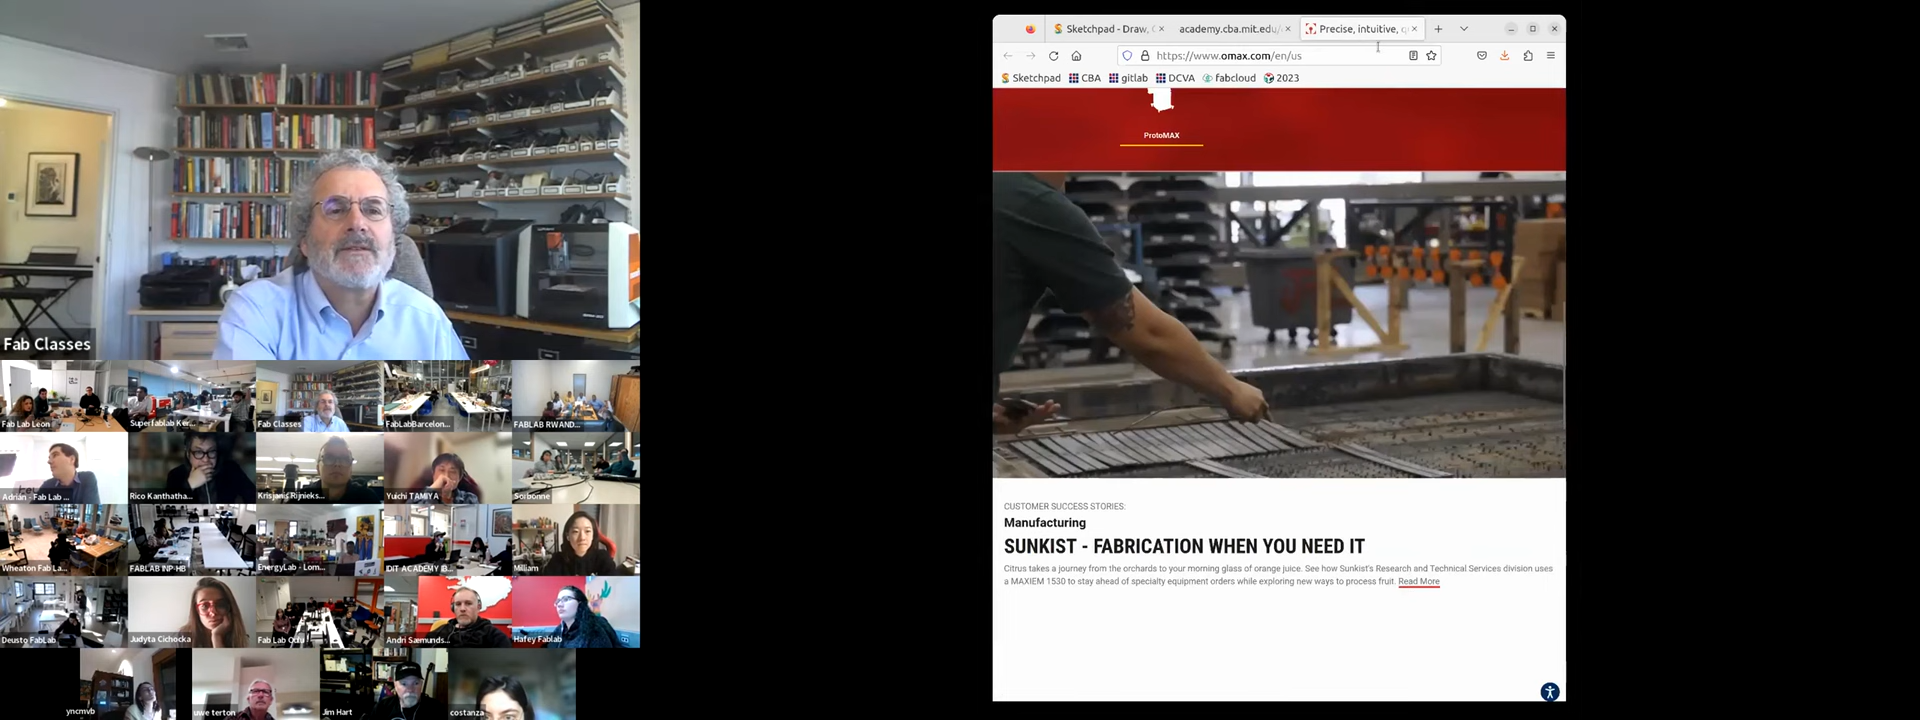 Fab Classes
Fab Lab Leon
Superfablab Ker...
Fab Classes
FabLabBarcelon...
FABLAB RWAND...
Adrián - Fab Lab ...
Rico Kanthatha...
Krisjanis Rijnieks...
Yuichi TAMIYA
Sorbonne
Wheaton Fab La...
FABLAB INP-HB
EnergyLab - Lom...
IDIT ACADEMY IB...
Miliam
Deusto FabLab
Judyta Cichocka
Fab Lab Oulu
Andri Sæmunds...
Hafey Fablab
yncmvb
uwe terton
Jim Hart
costanza
Sketchpad - Draw,
academy.cba.mit.edu/
Precise, intuitive, q
https://www.omax.com/en/us
Sketchpad
CBA
gitlab
DCVA
fabcloud
2023
ProtoMAX
CUSTOMER SUCCESS STORIES:
Manufacturing
SUNKIST - FABRICATION WHEN YOU NEED IT
Citrus takes a journey from the orchards to your morning glass of orange juice. See how Sunkist's Research and Technical Services division uses
a MAXIEM 1530 to stay ahead of specialty equipment orders while exploring new ways to process fruit. Read More